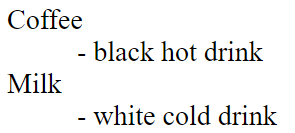 Coffee
- black hot drink
Milk
- white cold drink